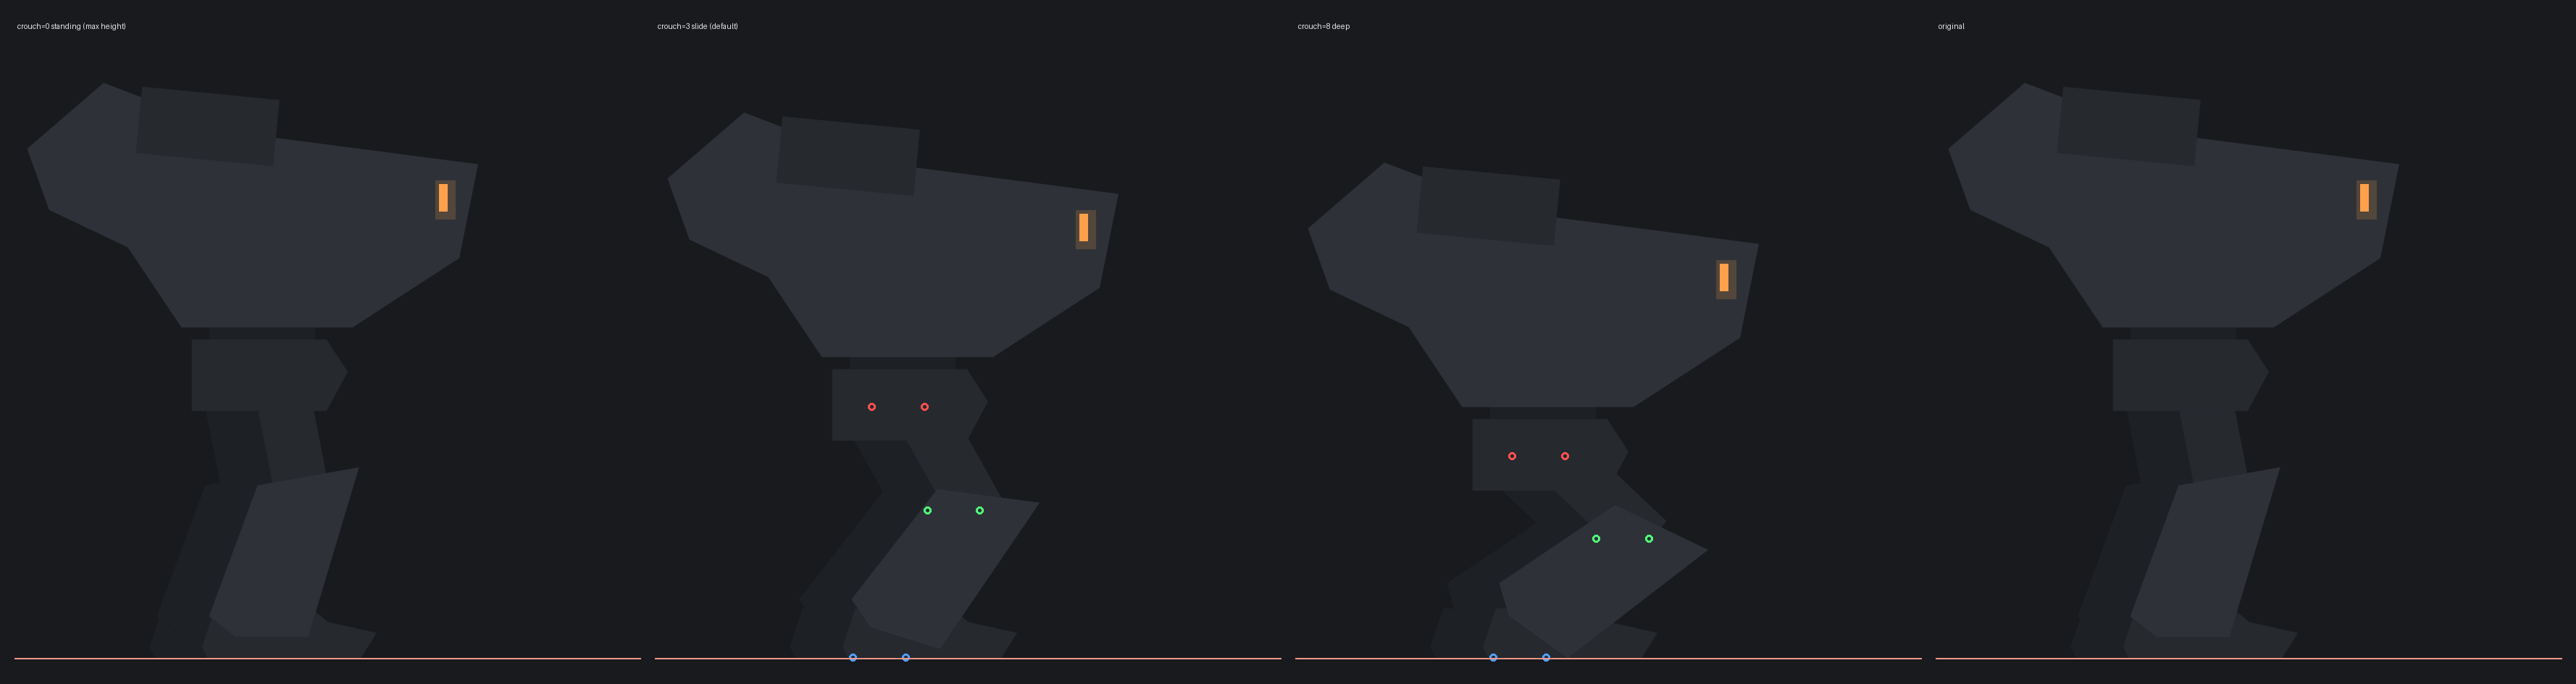 crouch=0 standing (max height)
crouch=3 slide (default)
crouch=8 deep
original